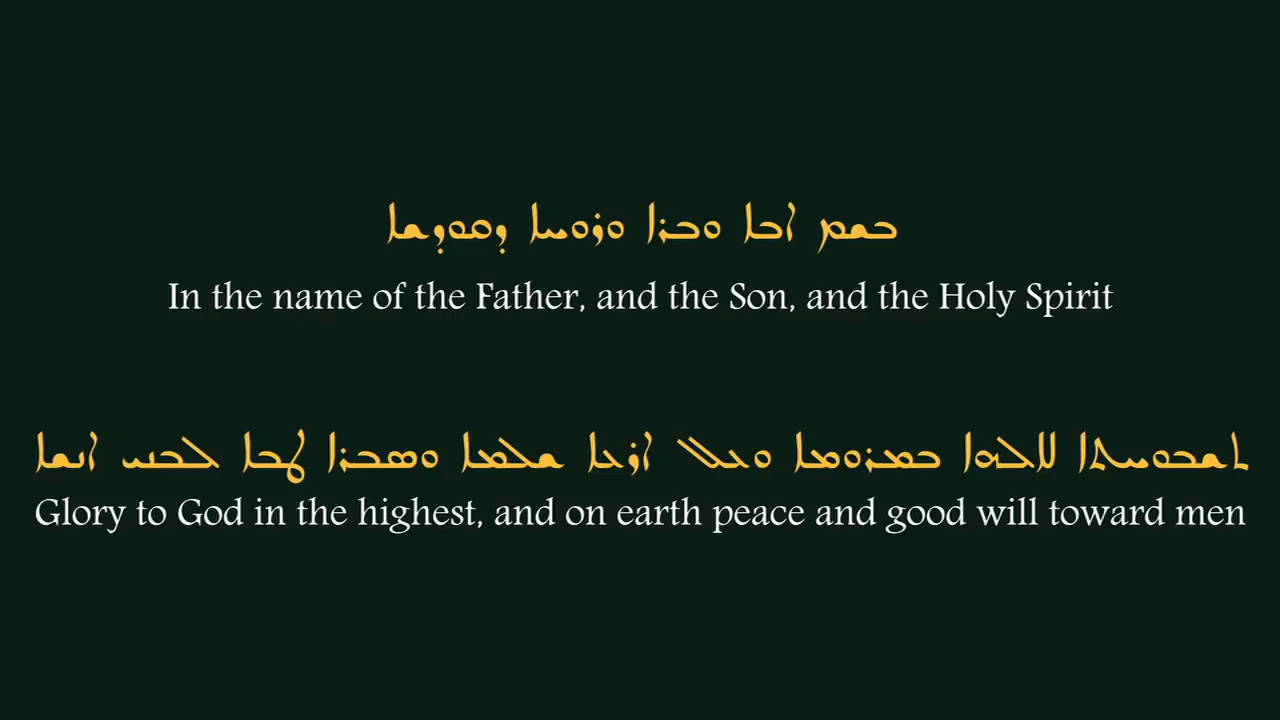 ܒܫܡ ܐܒܐ ܘܒܪܐ ܘܪܘܚܐ ܕܩܘܕܫܐ
In the name of the Father, and the Son, and the Holy Spirit
ܬܫܒܘܚܬܐ ܠܐܠܗܐ ܒܡܪܘܡܐ ܘܥܠ ܐܪܥܐ ܫܠܡܐ ܘܣܒܪܐ ܛܒܐ ܠܒܢܝ ܐܢܫܐ
Glory to God in the highest, and on earth peace and good will toward men